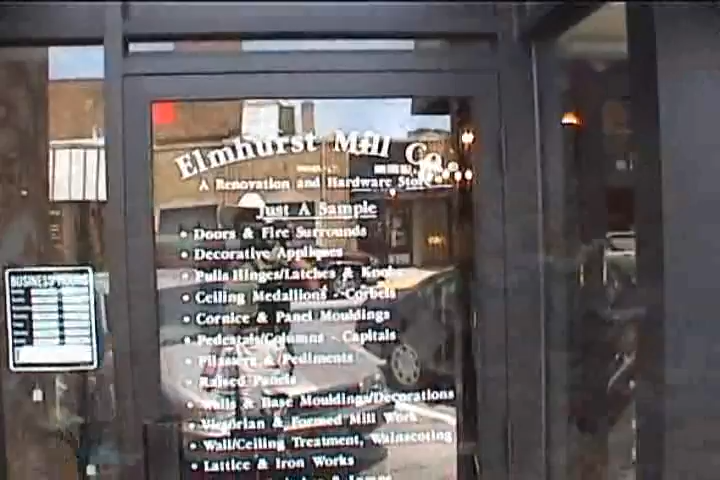 Elmhurst Mill Co.
A Renovation and Hardware Store
Just A Sample
• Doors & Fire Surrounds
• Decorative Appliques
• Pulls Hinges/Latches & Knobs
• Ceiling Medallions - Corbels
• Cornice & Panel Mouldings
• Pedestals/Columns - Capitals
• Pilasters & Pediments
• Raised Panels
• Walls & Base Mouldings/Decorations
• Victorian & Formed Mill Work
• Wall/Ceiling Treatment, Wainscoting
• Lattice & Iron Works
BUSINESS HOURS